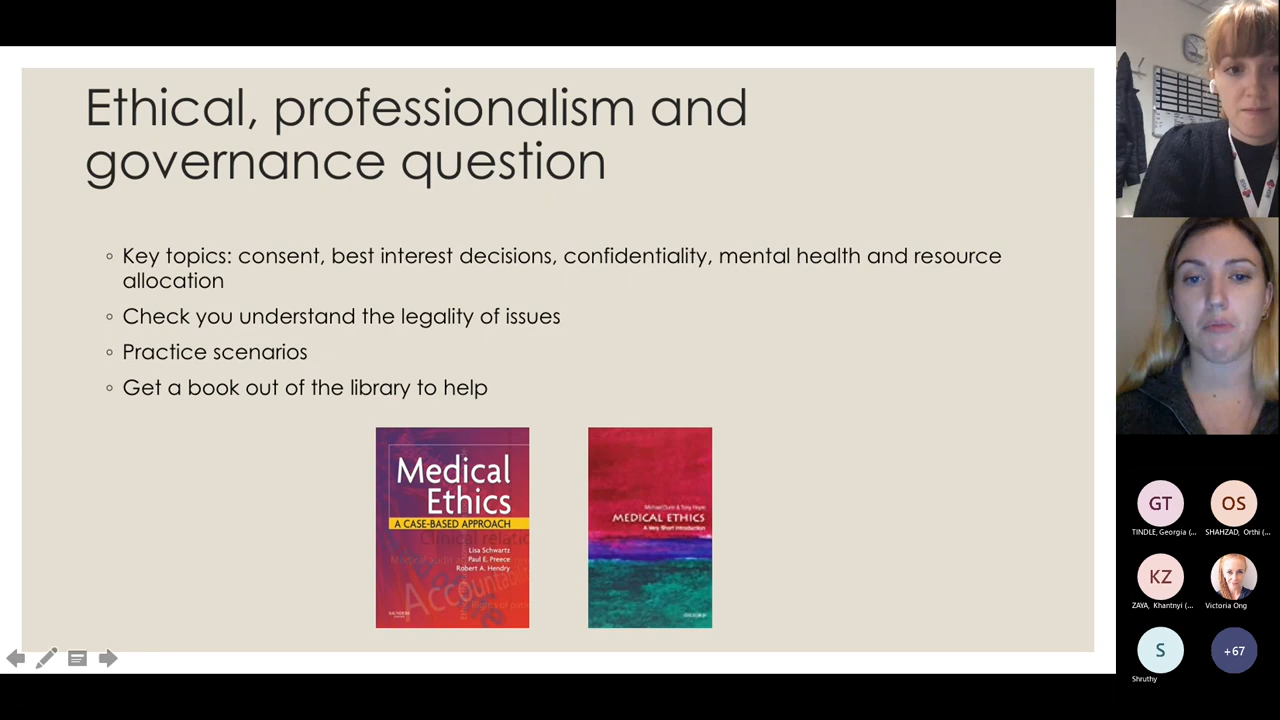 Ethical, professionalism and
governance question
◦ Key topics: consent, best interest decisions, confidentiality, mental health and resource
allocation
◦ Check you understand the legality of issues
◦ Practice scenarios
◦ Get a book out of the library to help
Medical
Ethics
A CASE-BASED APPROACH
Clinical relatio
Lisa Schwartz
Paul E. Preece
Robert A. Hendry
Accountab
SAUNDERS
Michael Dunn & Tony Hope
MEDICAL ETHICS
A Very Short Introduction
OXFORD
GT
TINDLE, Georgia (...
OS
SHAHZAD, Orthi (...
KZ
ZAYA, Khantnyi (...
Victoria Ong
S
Shruthy
+67